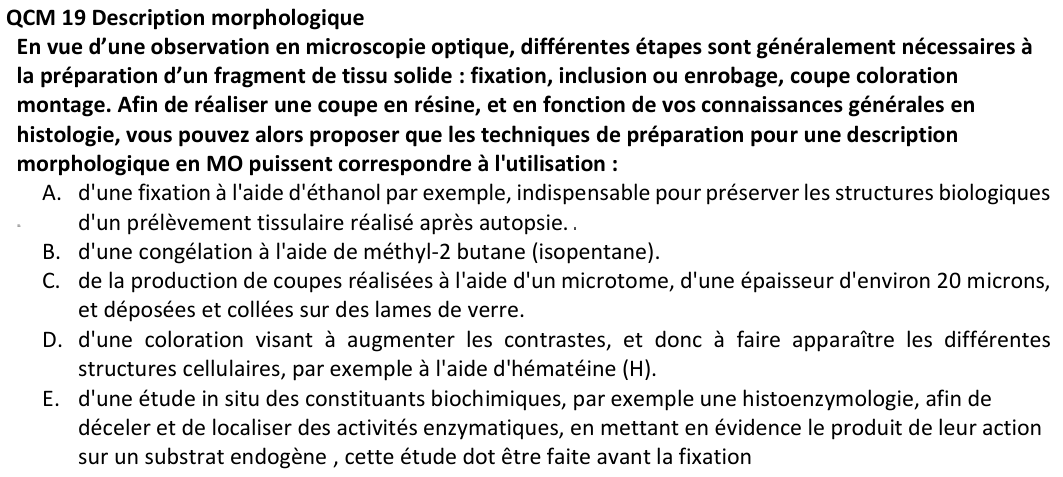 QCM 19 Description morphologique
En vue d’une observation en microscopie optique, différentes étapes sont généralement nécessaires à
la préparation d’un fragment de tissu solide : fixation, inclusion ou enrobage, coupe coloration
montage. Afin de réaliser une coupe en résine, et en fonction de vos connaissances générales en
histologie, vous pouvez alors proposer que les techniques de préparation pour une description
morphologique en MO puissent correspondre à l'utilisation :
A. d'une fixation à l'aide d'éthanol par exemple, indispensable pour préserver les structures biologiques
d'un prélèvement tissulaire réalisé après autopsie. .
B. d'une congélation à l'aide de méthyl-2 butane (isopentane).
C. de la production de coupes réalisées à l'aide d'un microtome, d'une épaisseur d'environ 20 microns,
et déposées et collées sur des lames de verre.
D. d'une coloration visant à augmenter les contrastes, et donc à faire apparaître les différentes
structures cellulaires, par exemple à l'aide d'hématéine (H).
E. d'une étude in situ des constituants biochimiques, par exemple une histoenzymologie, afin de
déceler et de localiser des activités enzymatiques, en mettant en évidence le produit de leur action
sur un substrat endogène , cette étude dot être faite avant la fixation